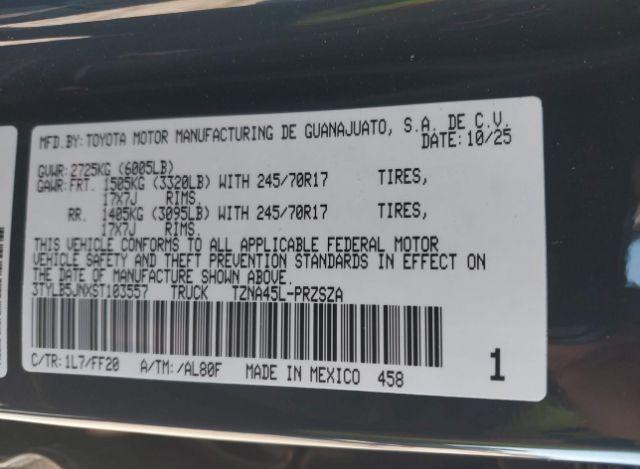 MFD.BY:TOYOTA MOTOR MANUFACTURING DE GUANAJUATO, S.A. DE C.V.
DATE:10/25
GVWR:2725KG (6005LB)
GAWR:FRT. 1505KG (3320LB) WITH 245/70R17 TIRES,
17X7J RIMS.
RR. 1405KG (3095LB) WITH 245/70R17 TIRES,
17X7J RIMS.
THIS VEHICLE CONFORMS TO ALL APPLICABLE FEDERAL MOTOR
VEHICLE SAFETY AND THEFT PREVENTION STANDARDS IN EFFECT ON
THE DATE OF MANUFACTURE SHOWN ABOVE.
3TYLB5JNXST103557 TRUCK TZNA45L-PRZSZA
C/TR:1L7/FF20 A/TM:/AL80F MADE IN MEXICO 458 1